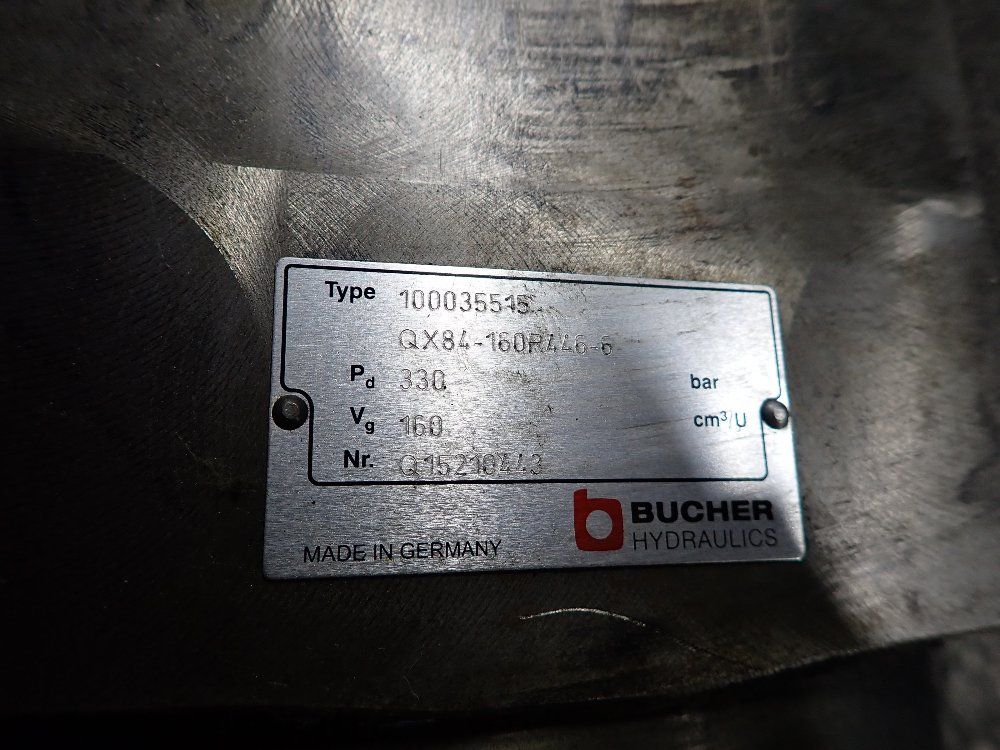 Type 100035515
QX84-160R446-6
Pd 330 bar
Vg 160 cm³/U
Nr. Q15210443
BUCHER
HYDRAULICS
MADE IN GERMANY